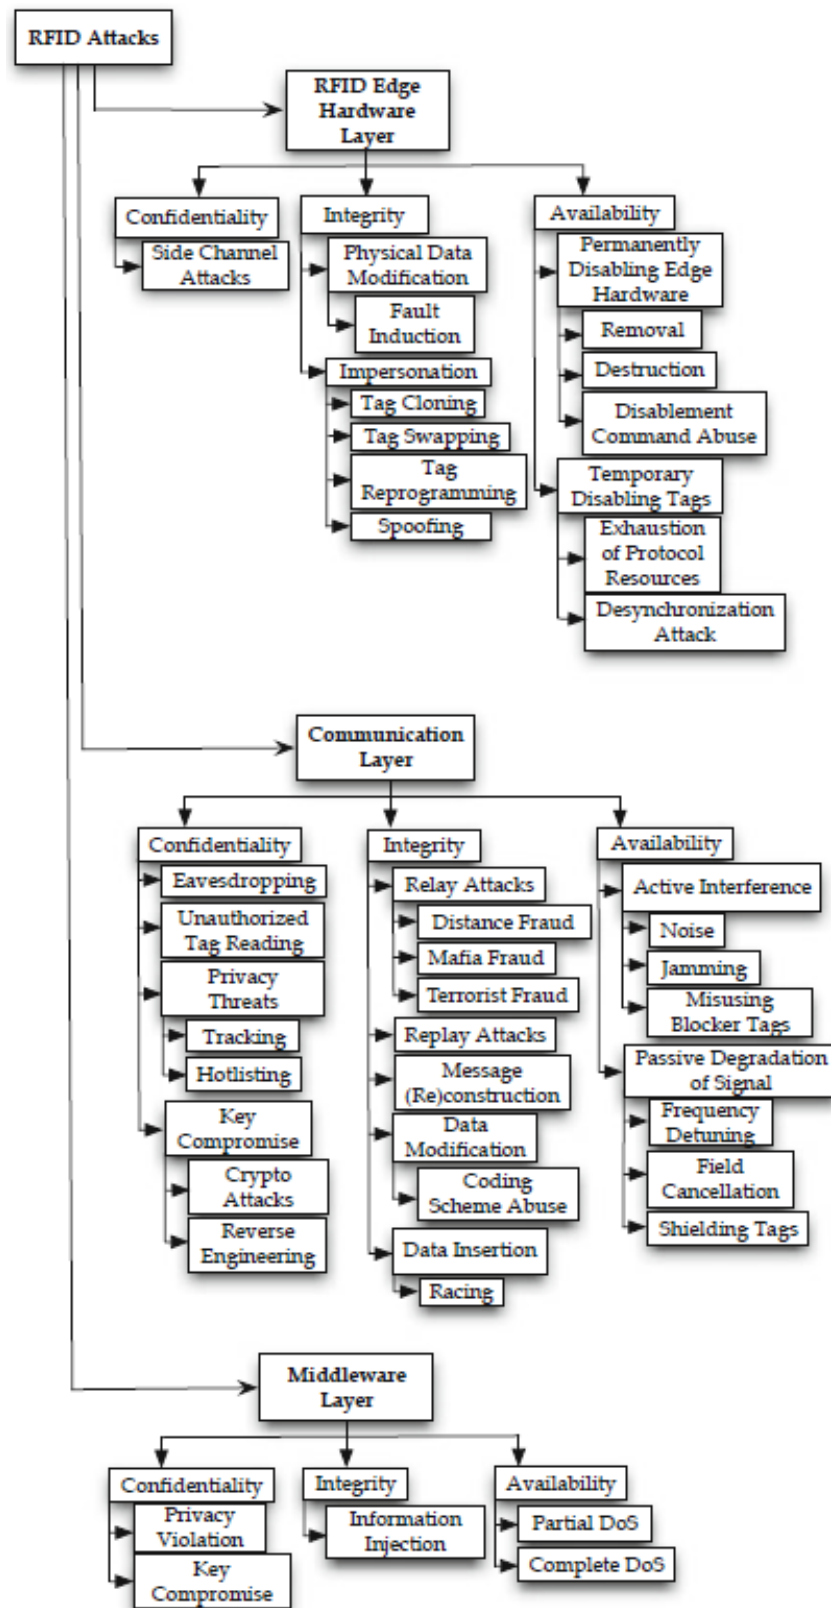 RFID Attacks
RFID Edge
Hardware
Layer
Confidentiality
Side Channel
Attacks
Integrity
Physical Data
Modification
Fault
Induction
Impersonation
Tag Cloning
Tag Swapping
Tag
Reprogramming
Spoofing
Availability
Permanently
Disabling Edge
Hardware
Removal
Destruction
Disablement
Command Abuse
Temporary
Disabling Tags
Exhaustion
of Protocol
Resources
Desynchronization
Attack
Communication
Layer
Confidentiality
Eavesdropping
Unauthorized
Tag Reading
Privacy
Threats
Tracking
Hotlisting
Key
Compromise
Crypto
Attacks
Reverse
Engineering
Integrity
Relay Attacks
Distance Fraud
Mafia Fraud
Terrorist Fraud
Replay Attacks
Message
(Re)construction
Data
Modification
Coding
Scheme Abuse
Data Insertion
Racing
Availability
Active Interference
Noise
Jamming
Misusing
Blocker Tags
Passive Degradation
of Signal
Frequency
Detuning
Field
Cancellation
Shielding Tags
Middleware
Layer
Confidentiality
Privacy
Violation
Key
Compromise
Integrity
Information
Injection
Availability
Partial DoS
Complete DoS